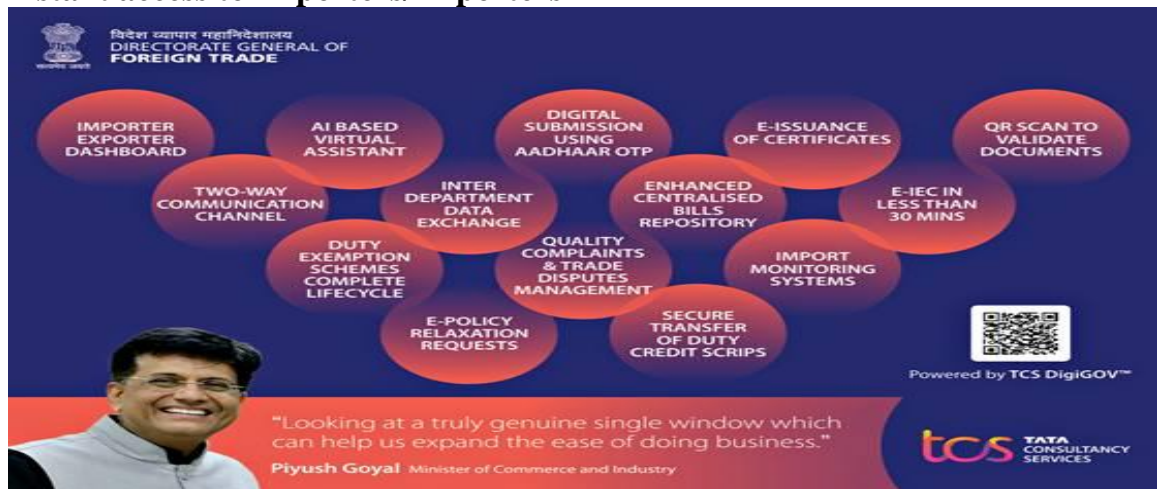 विदेश व्यापार महानिदेशालय
DIRECTORATE GENERAL OF
FOREIGN TRADE
सत्यमेव जयते
IMPORTER
EXPORTER
DASHBOARD
AI BASED
VIRTUAL
ASSISTANT
DIGITAL
SUBMISSION
USING
AADHAAR OTP
E-ISSUANCE
OF CERTIFICATES
QR SCAN TO
VALIDATE
DOCUMENTS
TWO-WAY
COMMUNICATION
CHANNEL
INTER
DEPARTMENT
DATA
EXCHANGE
ENHANCED
CENTRALISED
BILLS
REPOSITORY
E-IEC IN
LESS THAN
30 MINS
DUTY
EXEMPTION
SCHEMES
COMPLETE
LIFECYCLE
QUALITY
COMPLAINTS
& TRADE
DISPUTES
MANAGEMENT
IMPORT
MONITORING
SYSTEMS
E-POLICY
RELAXATION
REQUESTS
SECURE
TRANSFER
OF DUTY
CREDIT SCRIPS
Powered by TCS DigiGOV™
"Looking at a truly genuine single window which
can help us expand the ease of doing business."
Piyush Goyal Minister of Commerce and Industry
tcs TATA
CONSULTANCY
SERVICES